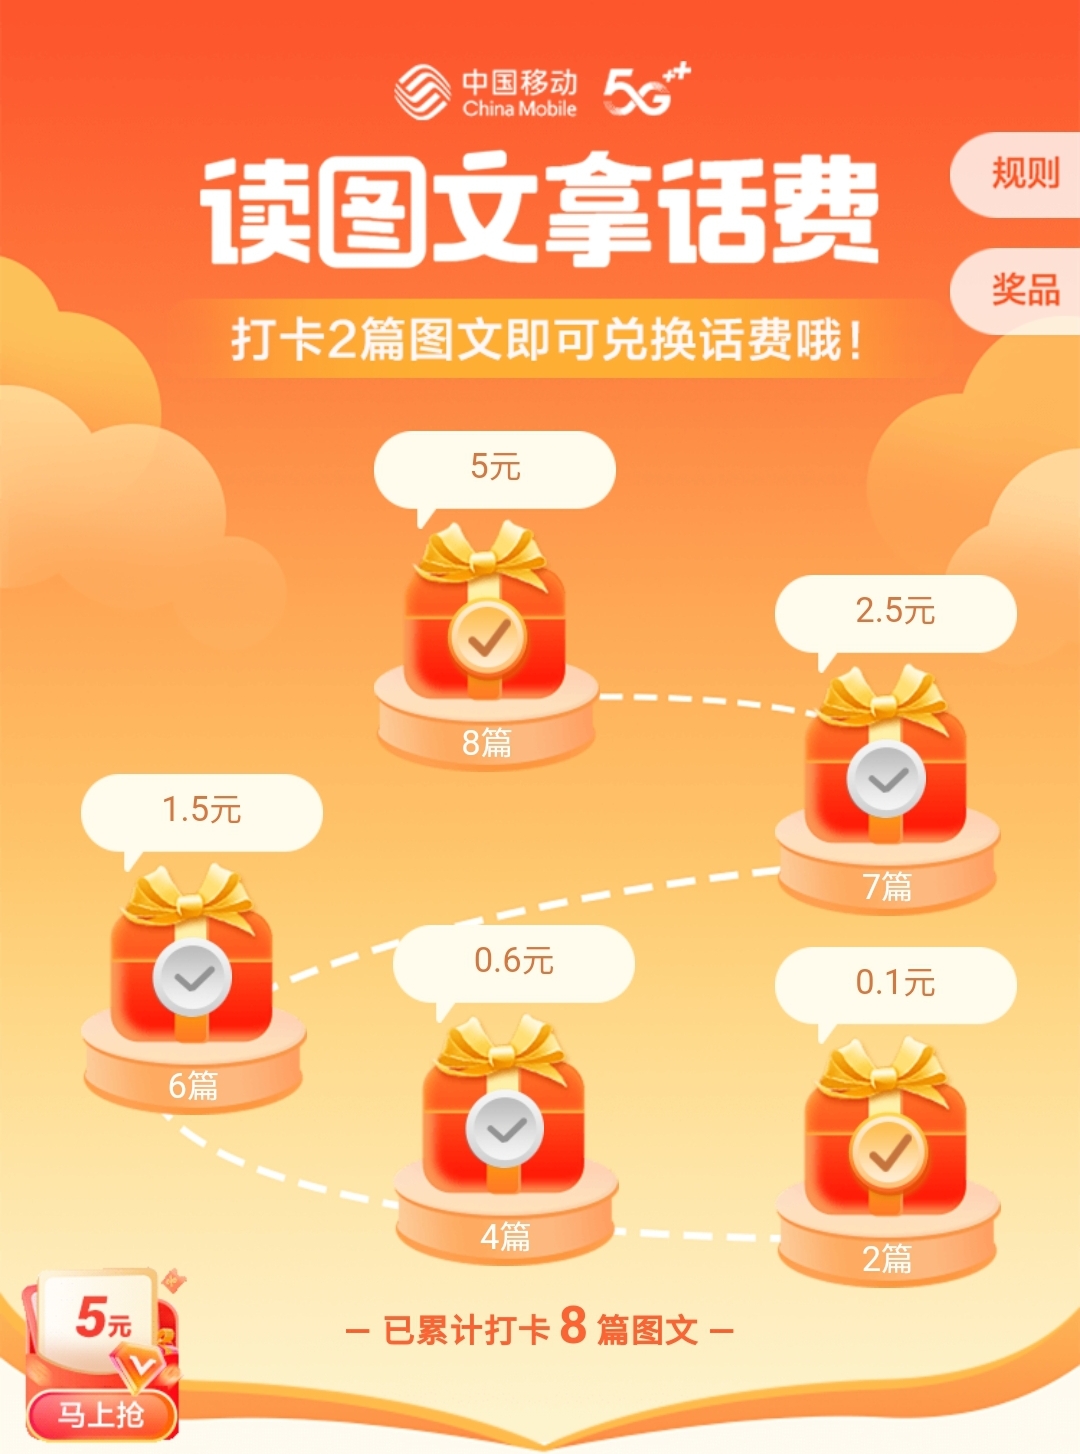 中国移动
China Mobile
5G++
读图文拿话费
规则
奖品
打卡2篇图文即可兑换话费哦！
5元
8篇
2.5元
7篇
1.5元
6篇
0.6元
4篇
0.1元
2篇
5元
马上抢
— 已累计打卡 8 篇图文 —